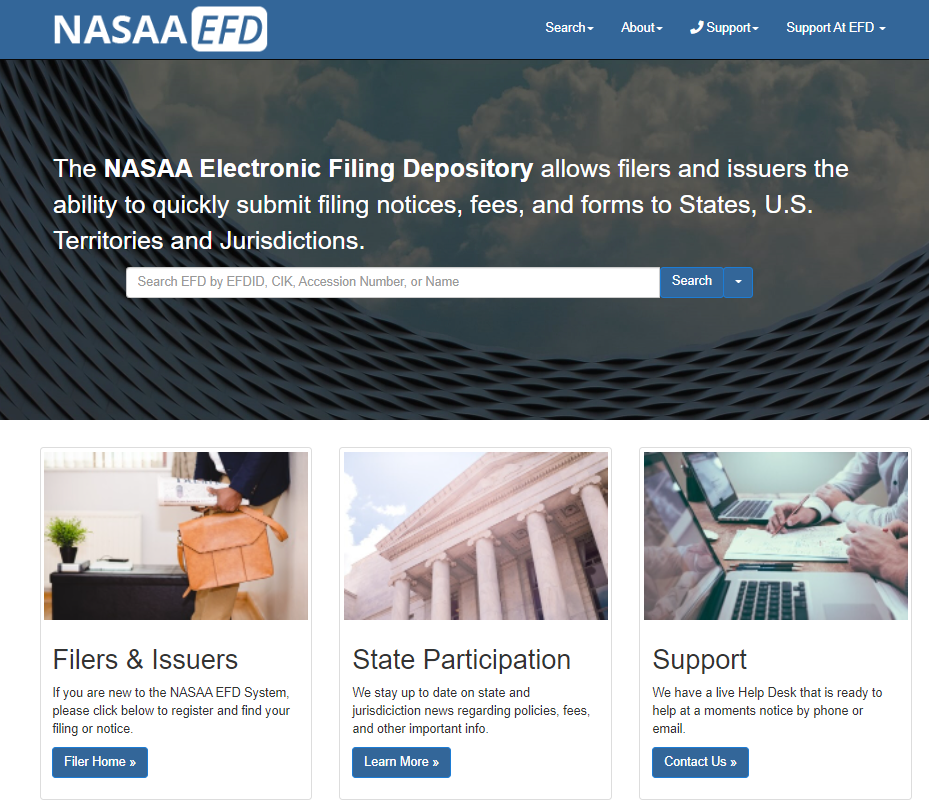 NASAA EFD
Search
About
Support
Support At EFD
The NASAA Electronic Filing Depository allows filers and issuers the
ability to quickly submit filing notices, fees, and forms to States, U.S.
Territories and Jurisdictions.
Search EFD by EFDID, CIK, Accession Number, or Name
Search
Filers & Issuers
If you are new to the NASAA EFD System,
please click below to register and find your
filing or notice.
Filer Home »
State Participation
We stay up to date on state and
jurisdiciction news regarding policies, fees,
and other important info.
Learn More »
Support
We have a live Help Desk that is ready to
help at a moments notice by phone or
email.
Contact Us »